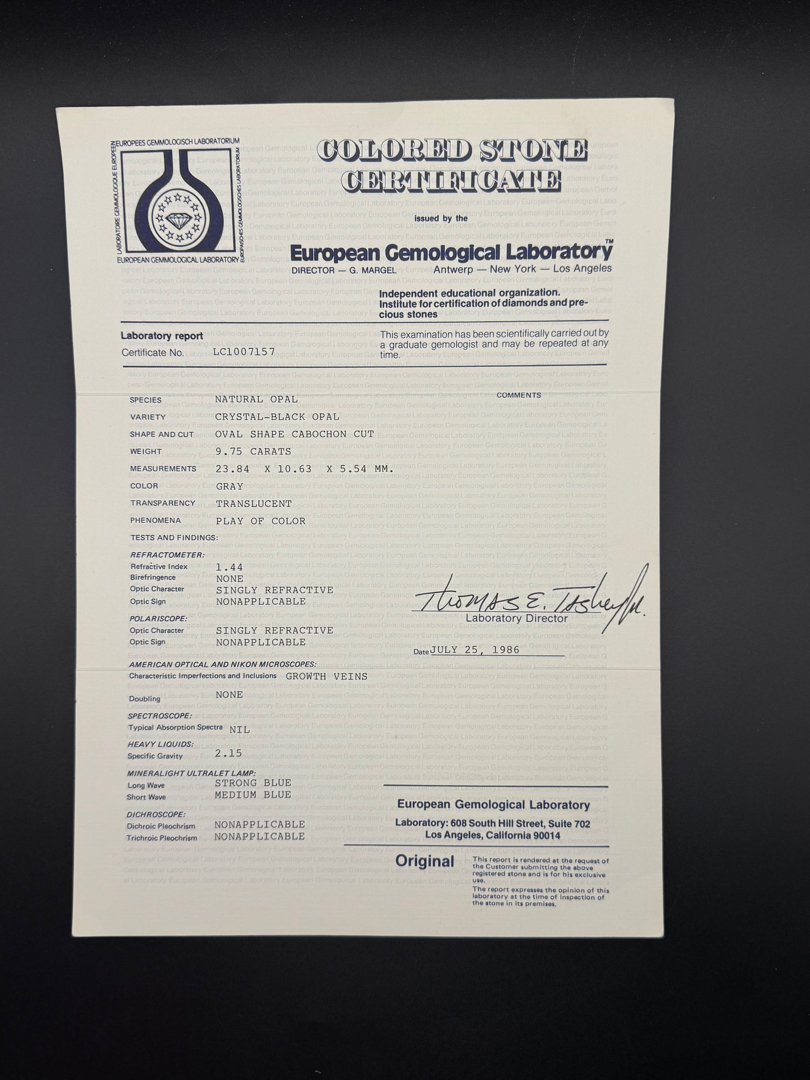 EUROPEES GEMMOLOGISCH LABORATORIUM
LABORATOIRE GEMMOLOGIQUE EUROPEEN
EUROPÄISCHES GEMMOLOGISCHES LABORATORIUM
EUROPEAN GEMMOLOGICAL LABORATORY
COLORED STONE
CERTIFICATE
issued by the
European Gemological Laboratory™
DIRECTOR — G. MARGEL Antwerp — New York — Los Angeles
Independent educational organization.
Institute for certification of diamonds and pre-
cious stones
Laboratory report
Certificate No. LC1007157
This examination has been scientifically carried out by
a graduate gemologist and may be repeated at any
time.
COMMENTS
SPECIES NATURAL OPAL
VARIETY CRYSTAL-BLACK OPAL
SHAPE AND CUT OVAL SHAPE CABOCHON CUT
WEIGHT 9.75 CARATS
MEASUREMENTS 23.84 X 10.63 X 5.54 MM.
COLOR GRAY
TRANSPARENCY TRANSLUCENT
PHENOMENA PLAY OF COLOR
TESTS AND FINDINGS:
REFRACTOMETER:
Refractive Index 1.44
Birefringence NONE
Optic Character SINGLY REFRACTIVE
Optic Sign NONAPPLICABLE
POLARISCOPE:
Optic Character SINGLY REFRACTIVE
Optic Sign NONAPPLICABLE
AMERICAN OPTICAL AND NIKON MICROSCOPES:
Characteristic Imperfections and Inclusions GROWTH VEINS
Doubling NONE
SPECTROSCOPE:
Typical Absorption Spectra NIL
HEAVY LIQUIDS:
Specific Gravity 2.15
MINERALIGHT ULTRALET LAMP:
Long Wave STRONG BLUE
Short Wave MEDIUM BLUE
DICHROSCOPE:
Dichroic Pleochrism NONAPPLICABLE
Trichroic Pleochrism NONAPPLICABLE
Thomas E. Tashey Jr.
Laboratory Director
Date JULY 25, 1986
European Gemological Laboratory
Laboratory: 608 South Hill Street, Suite 702
Los Angeles, California 90014
Original
This report is rendered at the request of
the Customer submitting the above
registered stone and is for his exclusive
use.
The report expresses the opinion of this
laboratory at the time of inspection of
the stone in its premises.